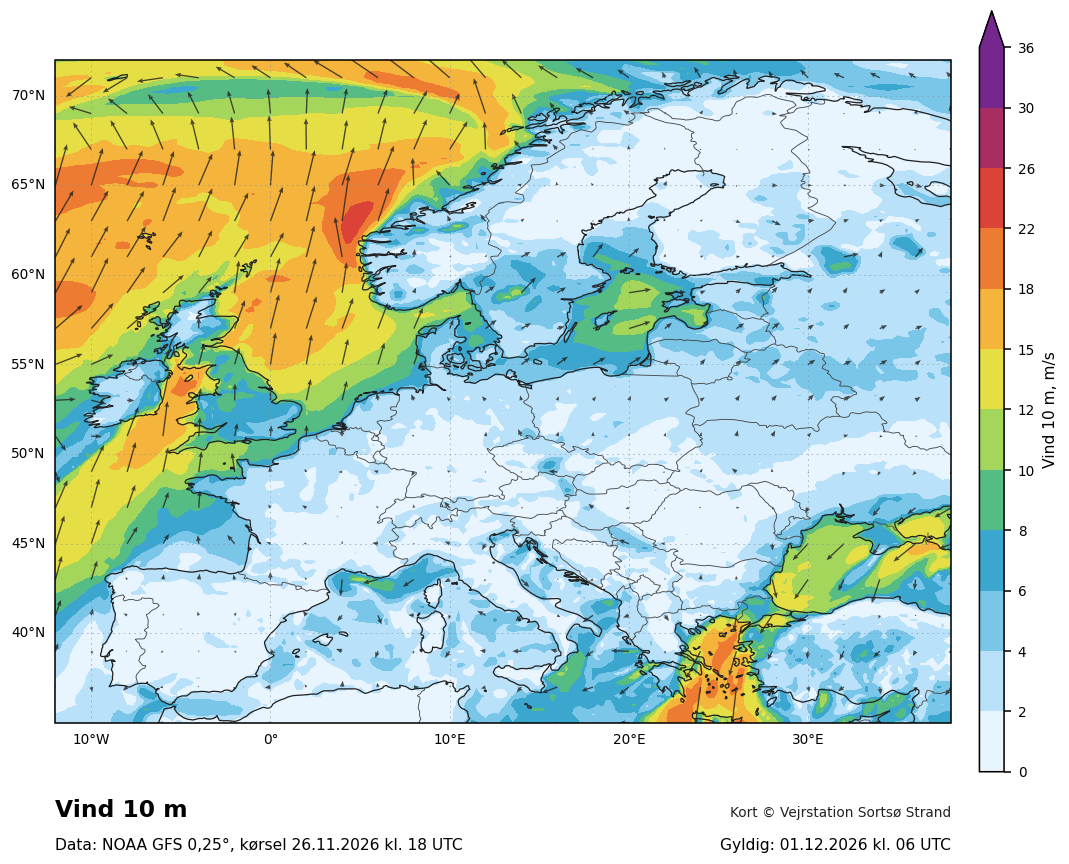 36
30
26
22
18
15
12
10
8
6
4
2
0
Vind 10 m, m/s
70°N
65°N
60°N
55°N
50°N
45°N
40°N
10°W
0°
10°E
20°E
30°E
Vind 10 m
Kort © Vejrstation Sortsø Strand
Data: NOAA GFS 0,25°, kørsel 26.11.2026 kl. 18 UTC
Gyldig: 01.12.2026 kl. 06 UTC